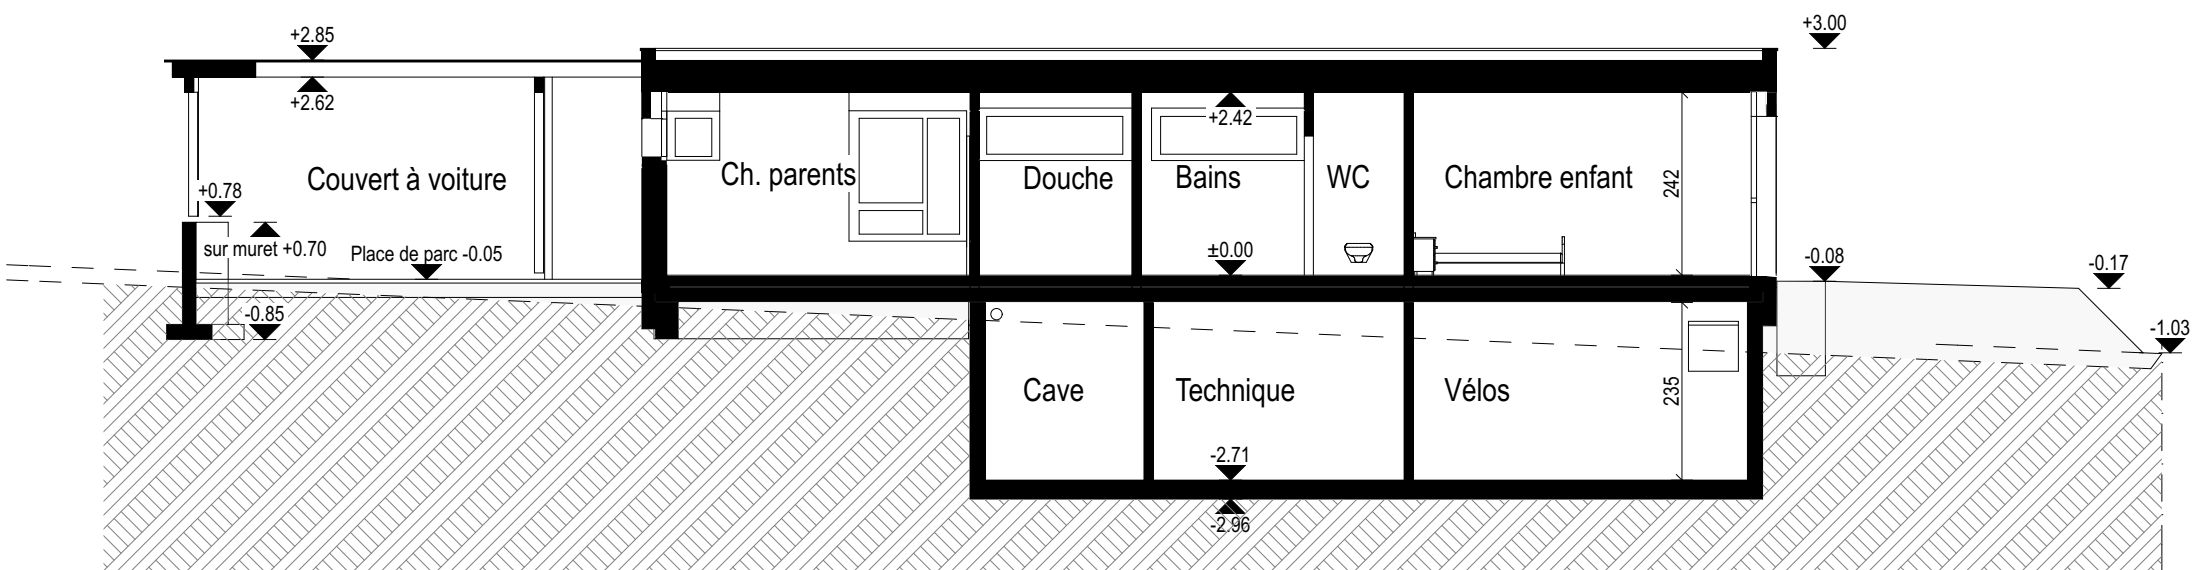 +3.00
+2.85
+2.62
+2.42
Couvert à voiture
Ch. parents
Douche
Bains
WC
Chambre enfant
242
+0.78
sur muret +0.70
Place de parc -0.05
±0.00
-0.08
-0.17
-0.85
-1.03
Cave
Technique
Vélos
235
-2.71
-2.96